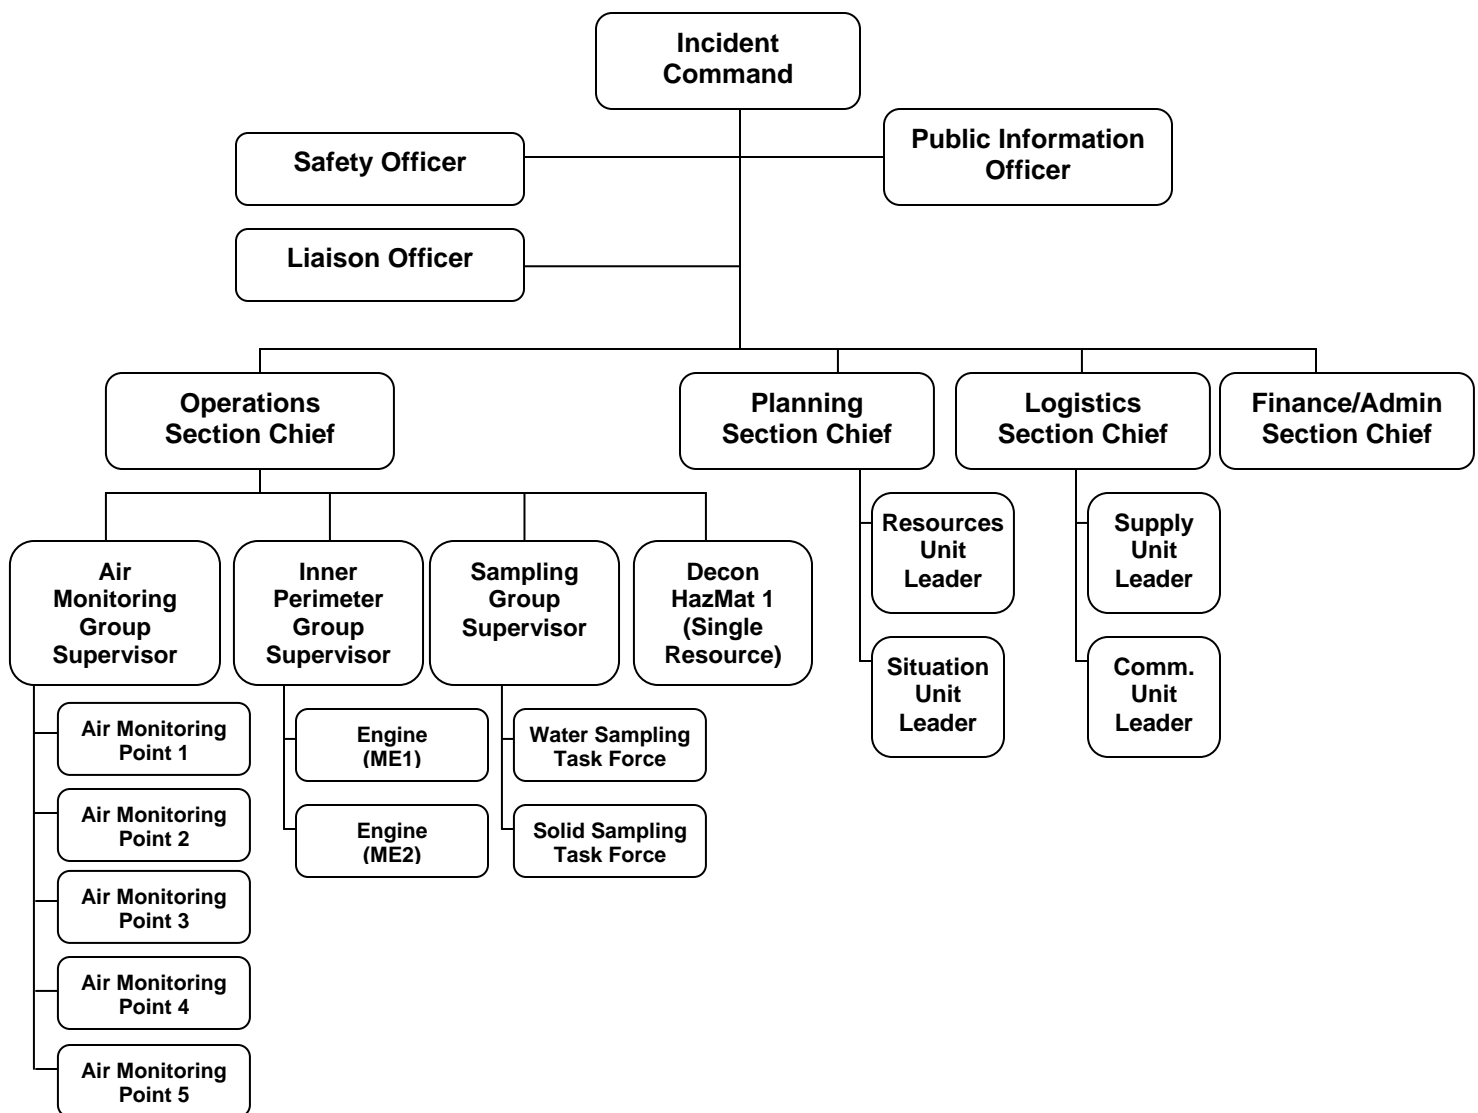 Incident
Command
Safety Officer
Public Information
Officer
Liaison Officer
Operations
Section Chief
Planning
Section Chief
Logistics
Section Chief
Finance/Admin
Section Chief
Air
Monitoring
Group
Supervisor
Inner
Perimeter
Group
Supervisor
Sampling
Group
Supervisor
Decon
HazMat 1
(Single
Resource)
Resources
Unit
Leader
Supply
Unit
Leader
Situation
Unit
Leader
Comm.
Unit
Leader
Air Monitoring
Point 1
Air Monitoring
Point 2
Air Monitoring
Point 3
Air Monitoring
Point 4
Air Monitoring
Point 5
Engine
(ME1)
Engine
(ME2)
Water Sampling
Task Force
Solid Sampling
Task Force